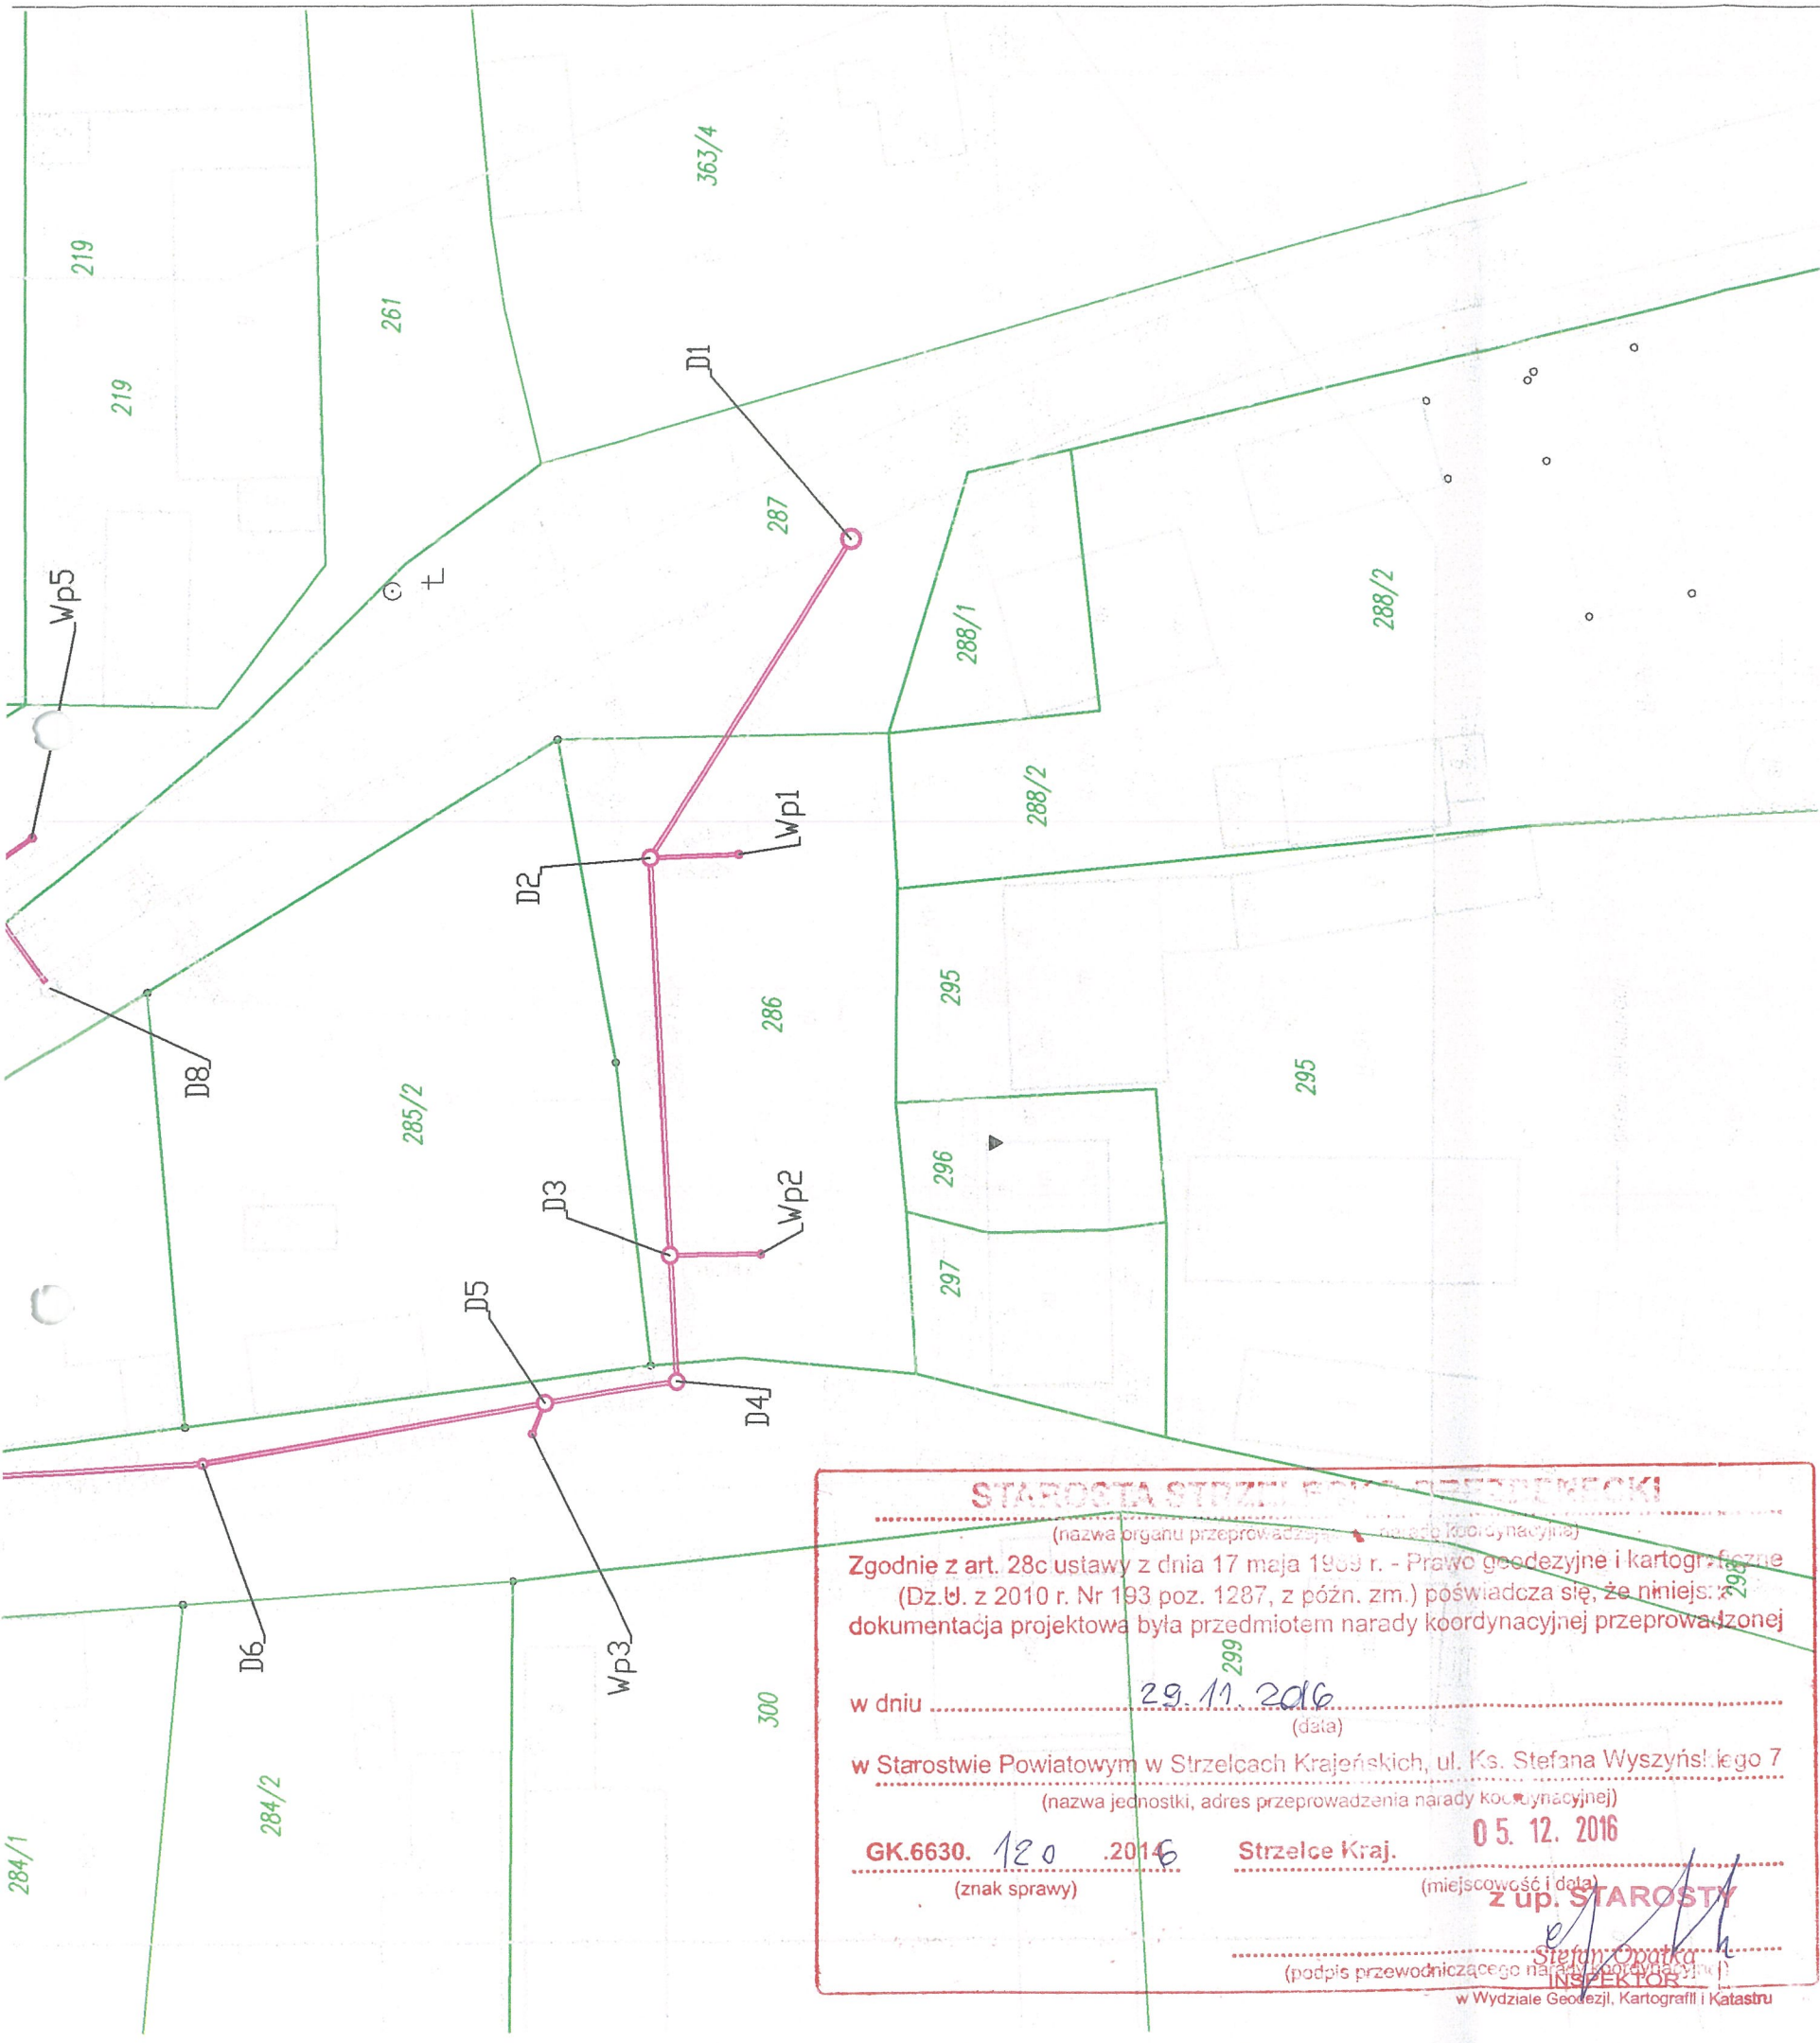 219
219
261
363/4
Wp5
D1
287
288/1
288/2
288/2
D2
Wp1
D8
285/2
286
295
295
296
297
D3
Wp2
D5
D4
D6
Wp3
300
284/2
284/1
299
298
STAROSTA
(nazwa organu przeprowadzającego naradę koordynacyjną)
Zgodnie z art. 28c ustawy z dnia 17 maja 1989 r. - Prawo geodezyjne i kartograficzne
(Dz.U. z 2010 r. Nr 193 poz. 1287, z późn. zm.) poświadcza się, że niniejsza
dokumentacja projektowa była przedmiotem narady koordynacyjnej przeprowadzonej
w dniu 29.11.2016
(data)
w Starostwie Powiatowym w Strzelcach Krajeńskich, ul. Ks. Stefana Wyszyńskiego 7
(nazwa jednostki, adres przeprowadzenia narady koordynacyjnej)
GK.6630. 120 .2016 Strzelce Kraj. 05. 12. 2016
(znak sprawy) (miejscowość i data)
z up. STAROSTY
Stefan Opałka
(podpis przewodniczącego narady koordynacyjnej)
INSPEKTOR
w Wydziale Geodezji, Kartografii i Katastru